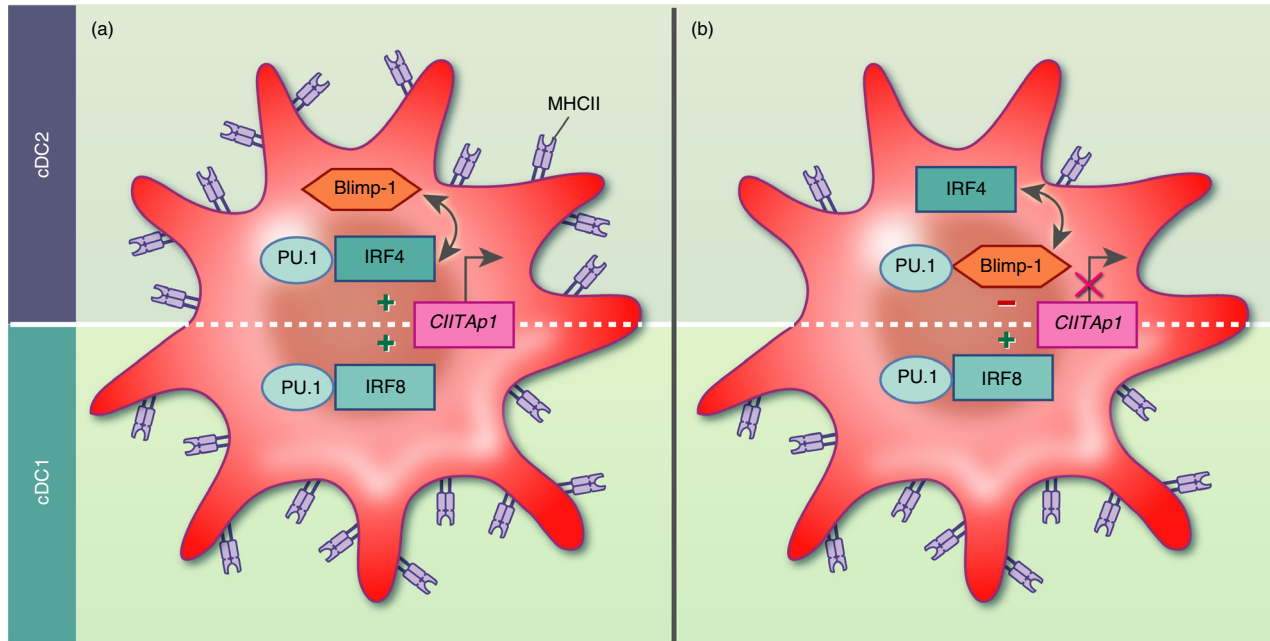 cDC2
cDC1
(a)
MHCII
Blimp-1
PU.1
IRF4
+
CIITAp1
+
PU.1
IRF8
(b)
IRF4
PU.1
Blimp-1
−
CIITAp1
+
PU.1
IRF8